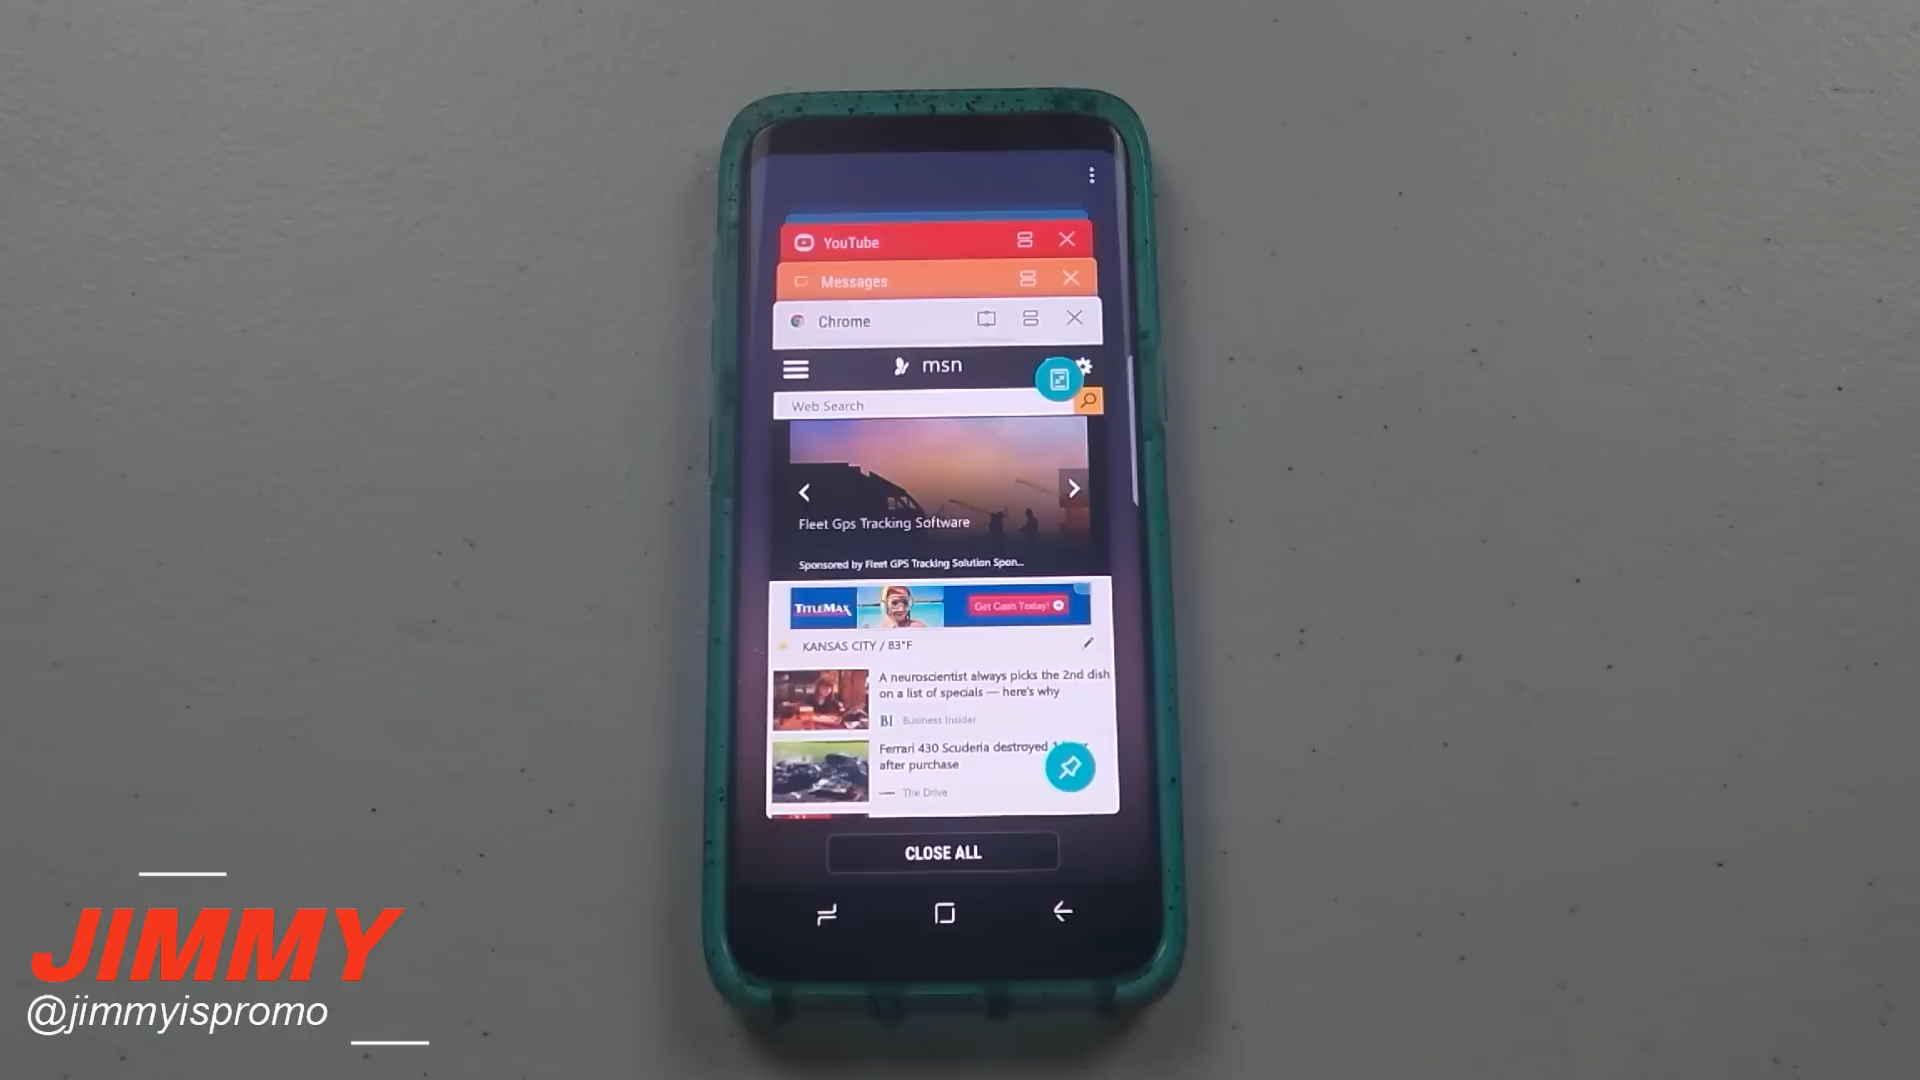 YouTube
Messages
Chrome
msn
Web Search
Fleet Gps Tracking Software
Sponsored by Fleet GPS Tracking Solution Spon...
TITLEMAX
Get Cash Today!
KANSAS CITY / 83°F
A neuroscientist always picks the 2nd dish
on a list of specials — here's why
BI Business Insider
Ferrari 430 Scuderia destroyed
after purchase
The Drive
CLOSE ALL
JIMMY
@jimmyispromo